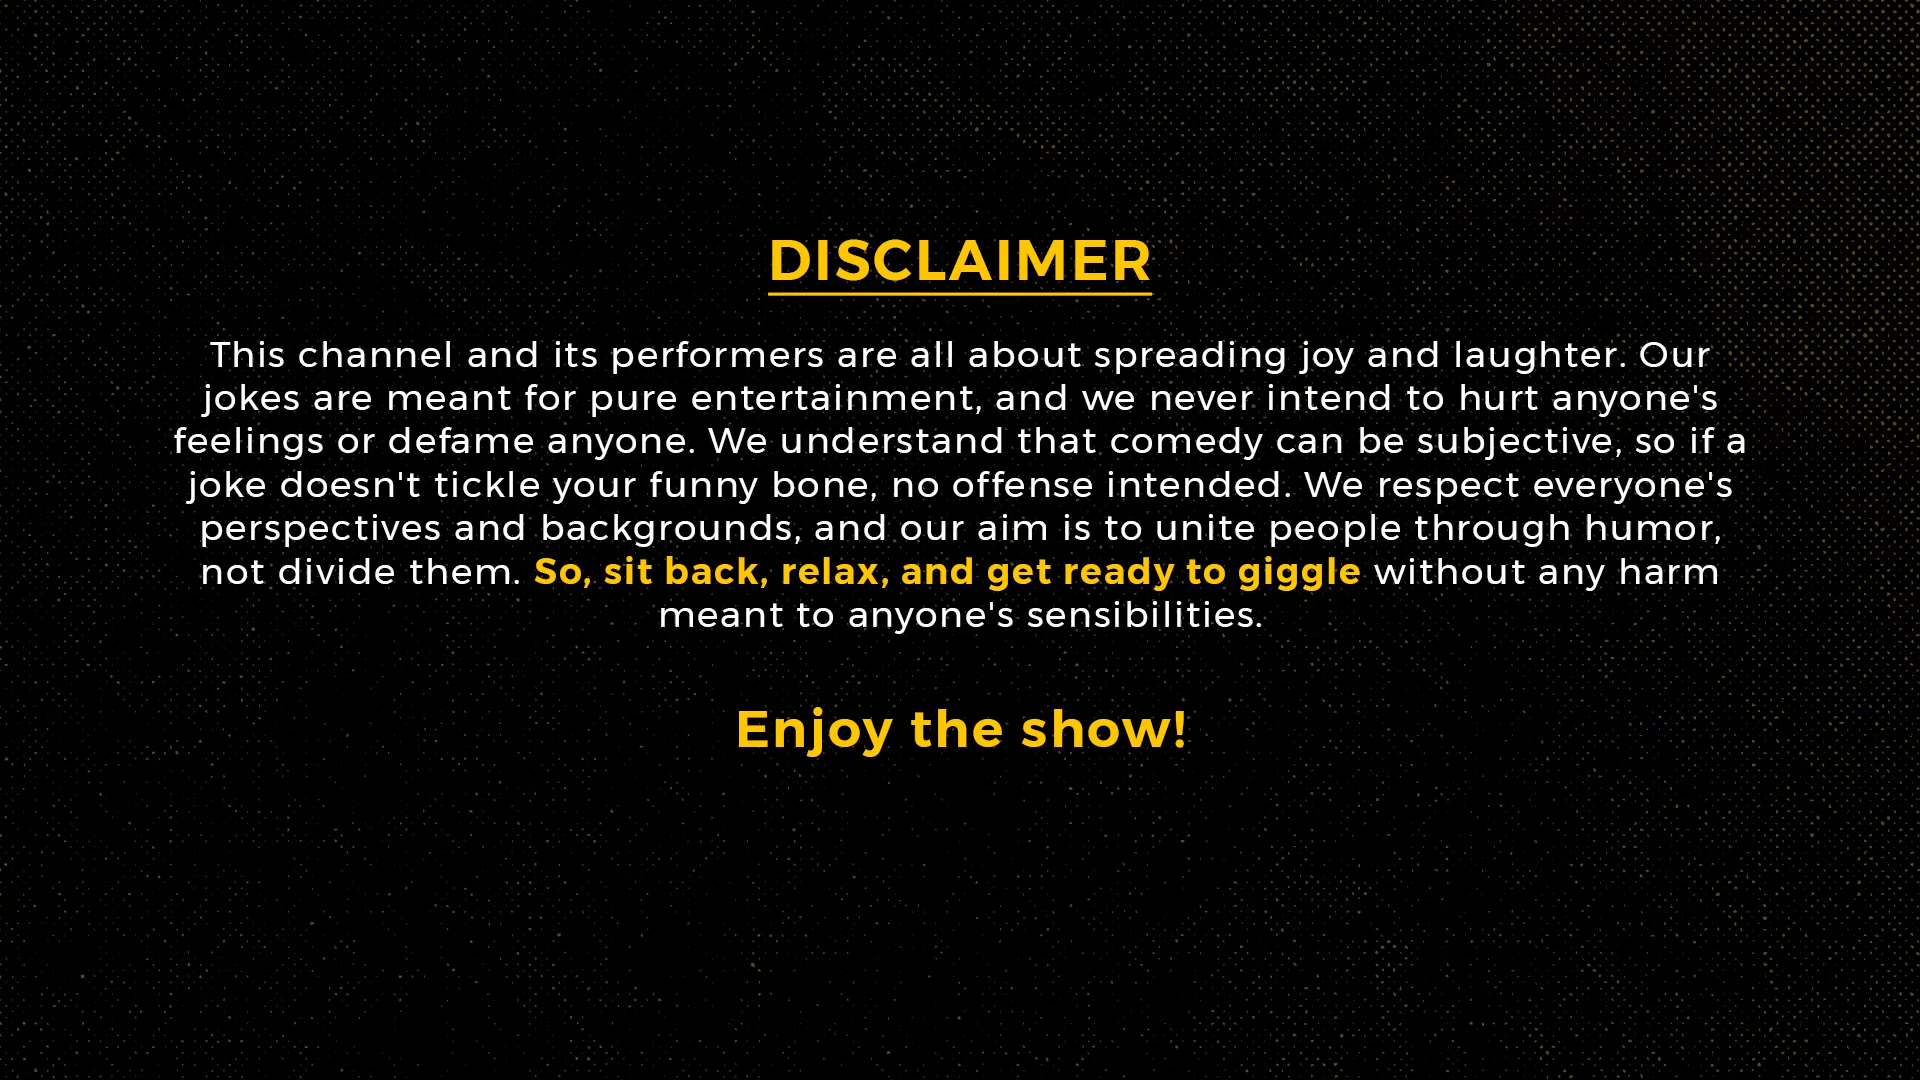 DISCLAIMER
This channel and its performers are all about spreading joy and laughter. Our
jokes are meant for pure entertainment, and we never intend to hurt anyone's
feelings or defame anyone. We understand that comedy can be subjective, so if a
joke doesn't tickle your funny bone, no offense intended. We respect everyone's
perspectives and backgrounds, and our aim is to unite people through humor,
not divide them. So, sit back, relax, and get ready to giggle without any harm
meant to anyone's sensibilities.
Enjoy the show!